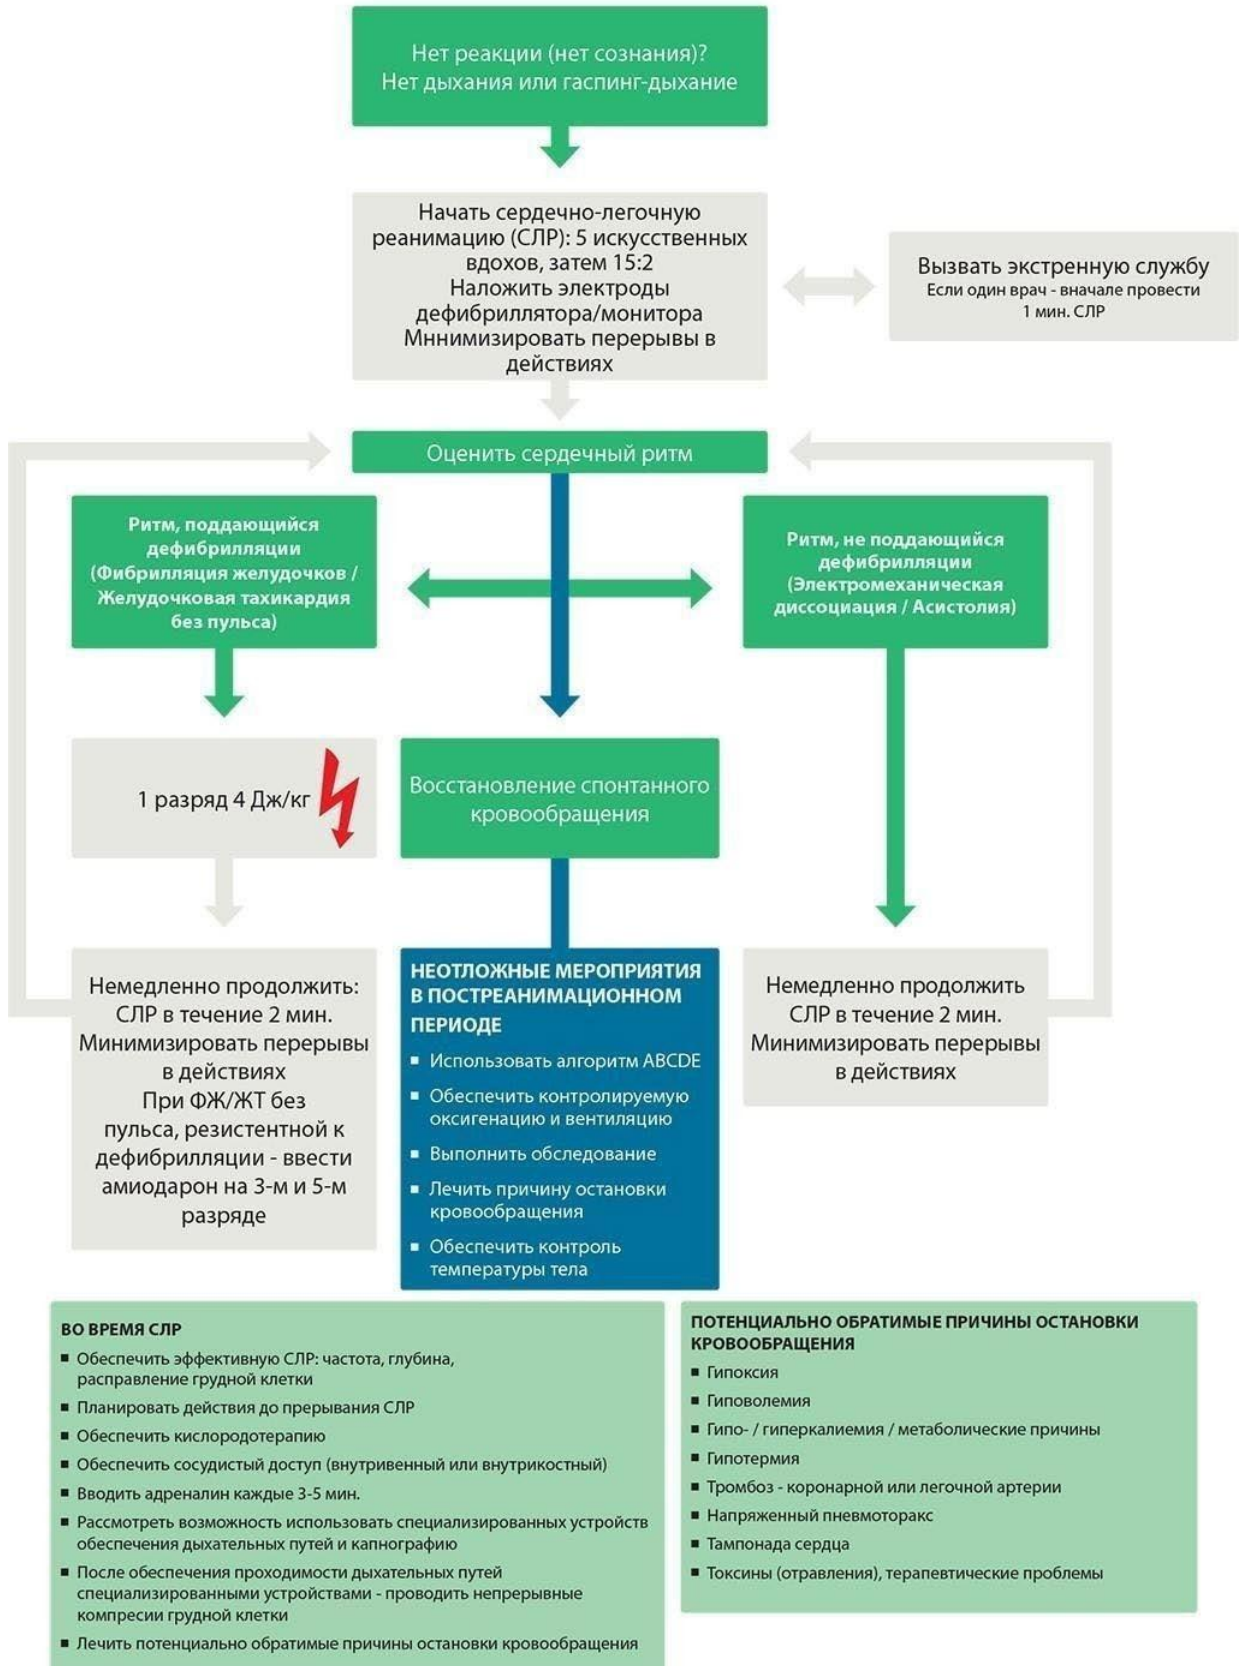 Нет реакции (нет сознания)?
Нет дыхания или гаспинг-дыхание
Начать сердечно-легочную
реанимацию (СЛР): 5 искусственных
вдохов, затем 15:2
Наложить электроды
дефибриллятора/монитора
Мннимизировать перерывы в
действиях
Вызвать экстренную службу
Если один врач - вначале провести
1 мин. СЛР
Оценить сердечный ритм
Ритм, поддающийся
дефибрилляции
(Фибрилляция желудочков /
Желудочковая тахикардия
без пульса)
Ритм, не поддающийся
дефибрилляции
(Электромеханическая
диссоциация / Асистолия)
1 разряд 4 Дж/кг
Восстановление спонтанного
кровообращения
Немедленно продолжить:
СЛР в течение 2 мин.
Минимизировать перерывы
в действиях
При ФЖ/ЖТ без
пульса, резистентной к
дефибрилляции - ввести
амиодарон на 3-м и 5-м
разряде
НЕОТЛОЖНЫЕ МЕРОПРИЯТИЯ
В ПОСТРЕАНИМАЦИОННОМ
ПЕРИОДЕ
▪ Использовать алгоритм ABCDE
▪ Обеспечить контролируемую
оксигенацию и вентиляцию
▪ Выполнить обследование
▪ Лечить причину остановки
кровообращения
▪ Обеспечить контроль
температуры тела
Немедленно продолжить
СЛР в течение 2 мин.
Минимизировать перерывы
в действиях
ВО ВРЕМЯ СЛР
▪ Обеспечить эффективную СЛР: частота, глубина,
расправление грудной клетки
▪ Планировать действия до прерывания СЛР
▪ Обеспечить кислородотерапию
▪ Обеспечить сосудистый доступ (внутривенный или внутрикостный)
▪ Вводить адреналин каждые 3-5 мин.
▪ Рассмотреть возможность использовать специализированных устройств
обеспечения дыхательных путей и капнографию
▪ После обеспечения проходимости дыхательных путей
специализированными устройствами - проводить непрерывные
компресии грудной клетки
▪ Лечить потенциально обратимые причины остановки кровообращения
ПОТЕНЦИАЛЬНО ОБРАТИМЫЕ ПРИЧИНЫ ОСТАНОВКИ
КРОВООБРАЩЕНИЯ
▪ Гипоксия
▪ Гиповолемия
▪ Гипо- / гиперкалиемия / метаболические причины
▪ Гипотермия
▪ Тромбоз - коронарной или легочной артерии
▪ Напряженный пневмоторакс
▪ Тампонада сердца
▪ Токсины (отравления), терапевтические проблемы